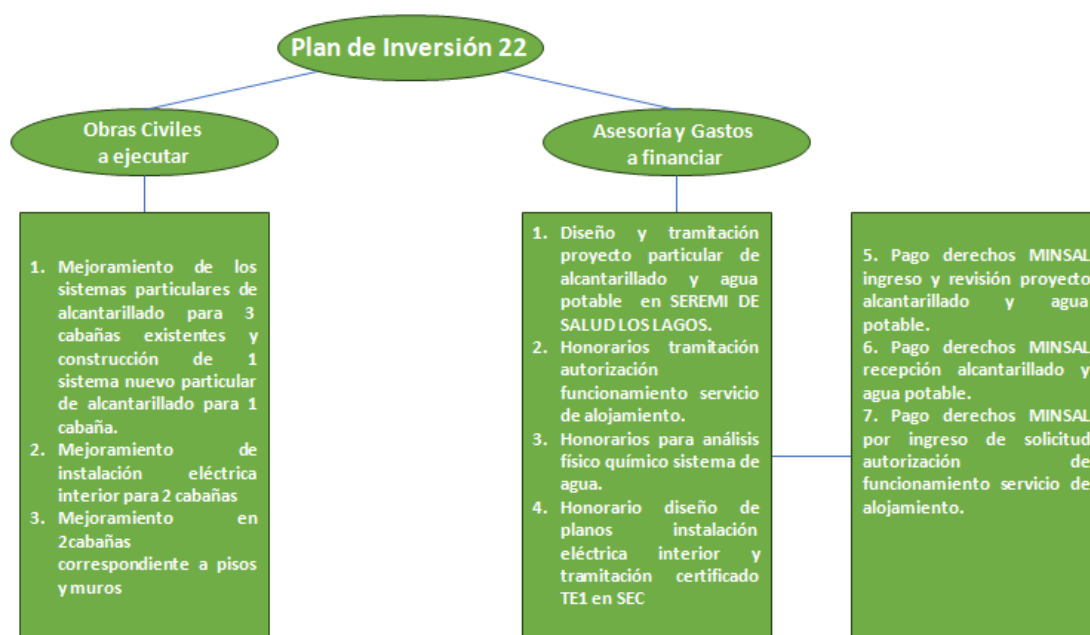 Plan de Inversión 22
Obras Civiles
a ejecutar
Asesoría y Gastos
a financiar
1. Mejoramiento de los
sistemas particulares de
alcantarillado para 3
cabañas existentes y
construcción de 1
sistema nuevo particular
de alcantarillado para 1
cabaña.
2. Mejoramiento de
instalación eléctrica
interior para 2 cabañas
3. Mejoramiento en
2cabañas
correspondiente a pisos
y muros
1. Diseño y tramitación
proyecto particular de
alcantarillado y agua
potable en SEREMI DE
SALUD LOS LAGOS.
2. Honorarios tramitación
autorización
funcionamiento servicio
de alojamiento.
3. Honorarios para análisis
físico químico sistema de
agua.
4. Honorario diseño de
planos instalación
eléctrica interior y
tramitación certificado
TE1 en SEC
5. Pago derechos MINSAL
ingreso y revisión proyecto
alcantarillado y agua
potable.
6. Pago derechos MINSAL
recepción alcantarillado y
agua potable.
7. Pago derechos MINSAL
por ingreso de solicitud
autorización de
funcionamiento servicio de
alojamiento.